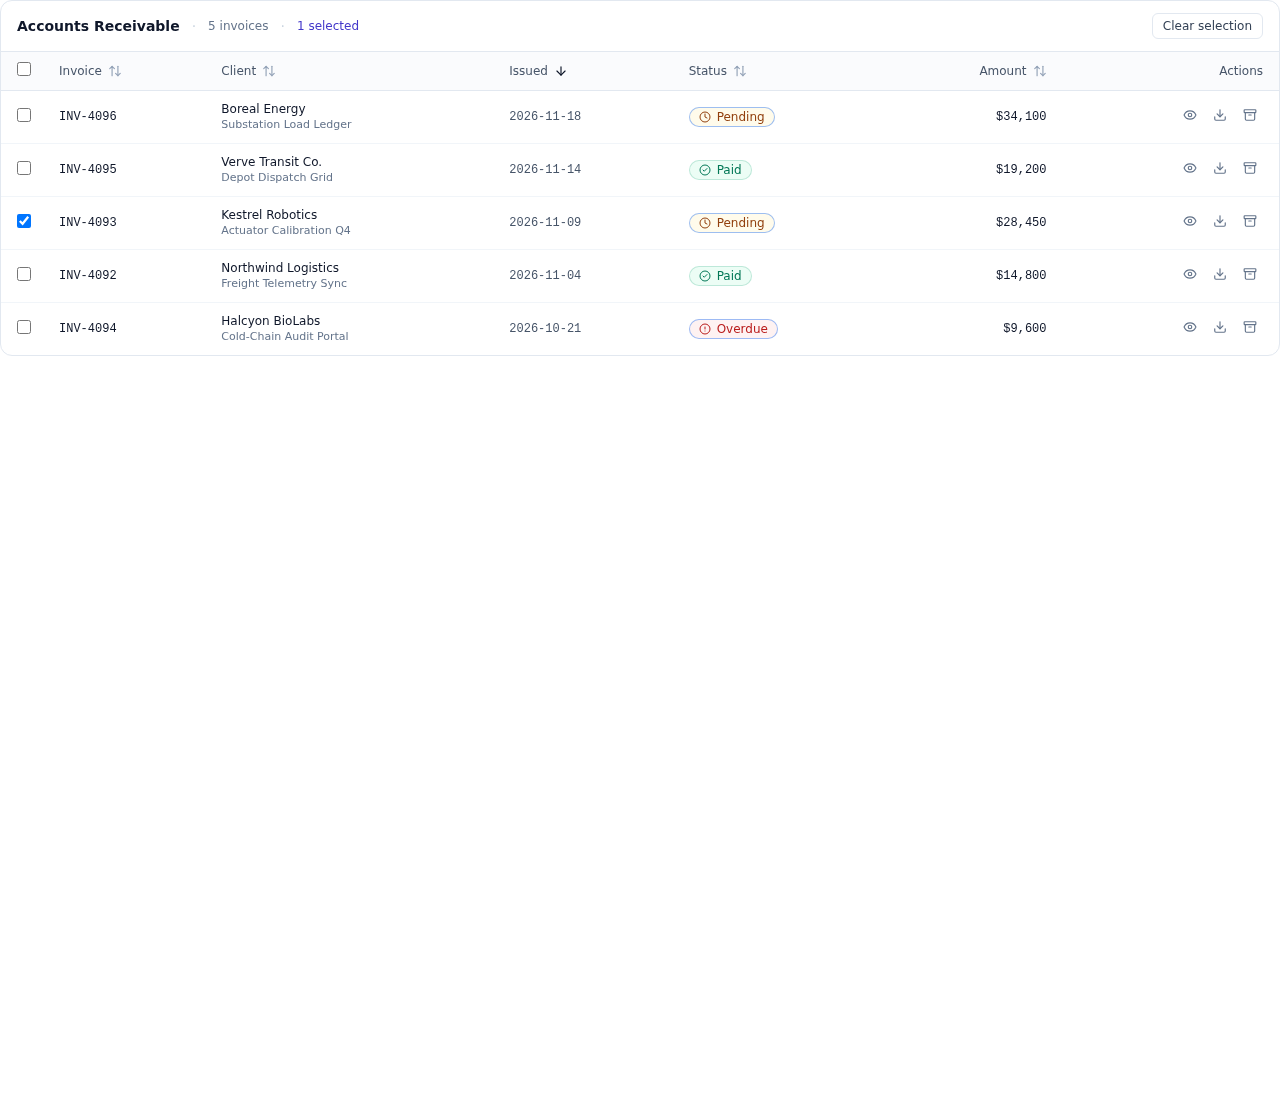 Accounts Receivable · 5 invoices · 1 selected
Clear selection
Invoice Client Issued Status Amount Actions
INV-4096 Boreal Energy 2026-11-18 Pending $34,100
Substation Load Ledger
INV-4095 Verve Transit Co. 2026-11-14 Paid $19,200
Depot Dispatch Grid
INV-4093 Kestrel Robotics 2026-11-09 Pending $28,450
Actuator Calibration Q4
INV-4092 Northwind Logistics 2026-11-04 Paid $14,800
Freight Telemetry Sync
INV-4094 Halcyon BioLabs 2026-10-21 Overdue $9,600
Cold-Chain Audit Portal